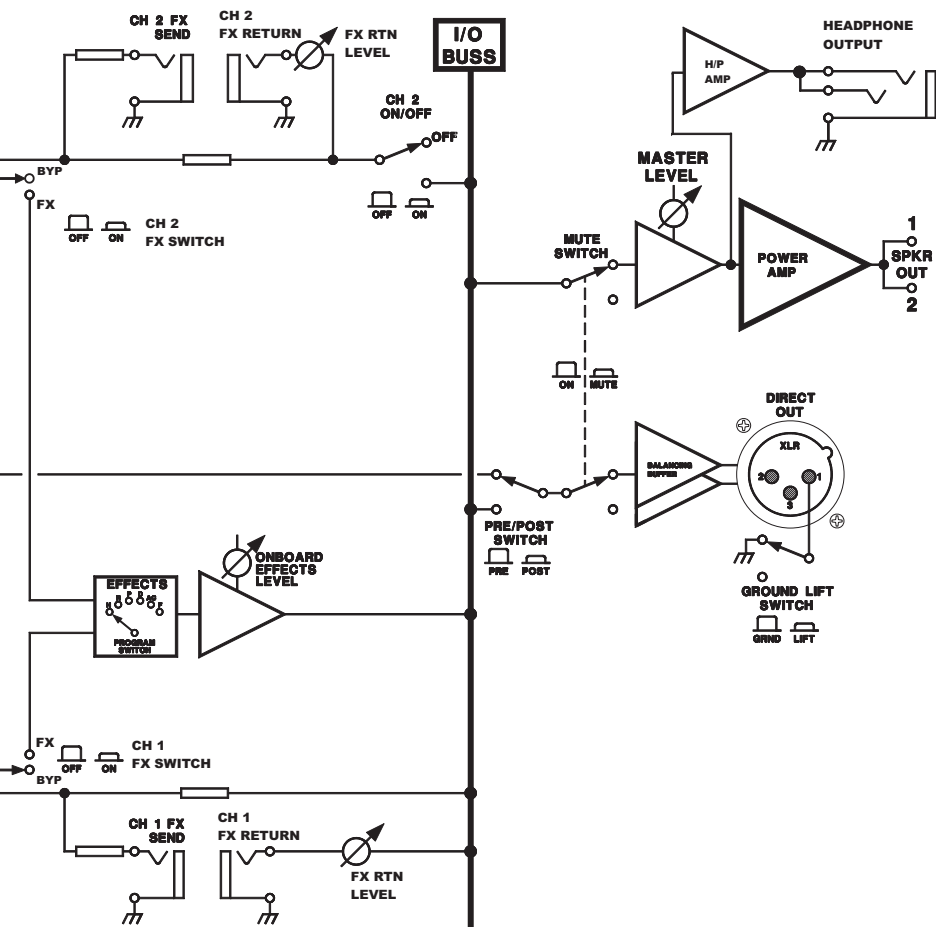 CH 2 FX
SEND
CH 2
FX RETURN
FX RTN
LEVEL
I/O
BUSS
HEADPHONE
OUTPUT
H/P
AMP
CH 2
ON/OFF
OFF
BYP
FX
OFF ON
CH 2
FX SWITCH
OFF ON
MASTER
LEVEL
MUTE
SWITCH
POWER
AMP
1
SPKR
OUT
2
ON MUTE
DIRECT
OUT
XLR
2 1
3
BALANCING
BUFFER
PRE/POST
SWITCH
PRE POST
GROUND LIFT
SWITCH
GRND LIFT
ONBOARD
EFFECTS
LEVEL
EFFECTS
PROGRAM
SWITCH
FX
BYP
OFF ON
CH 1
FX SWITCH
CH 1 FX
SEND
CH 1
FX RETURN
FX RTN
LEVEL